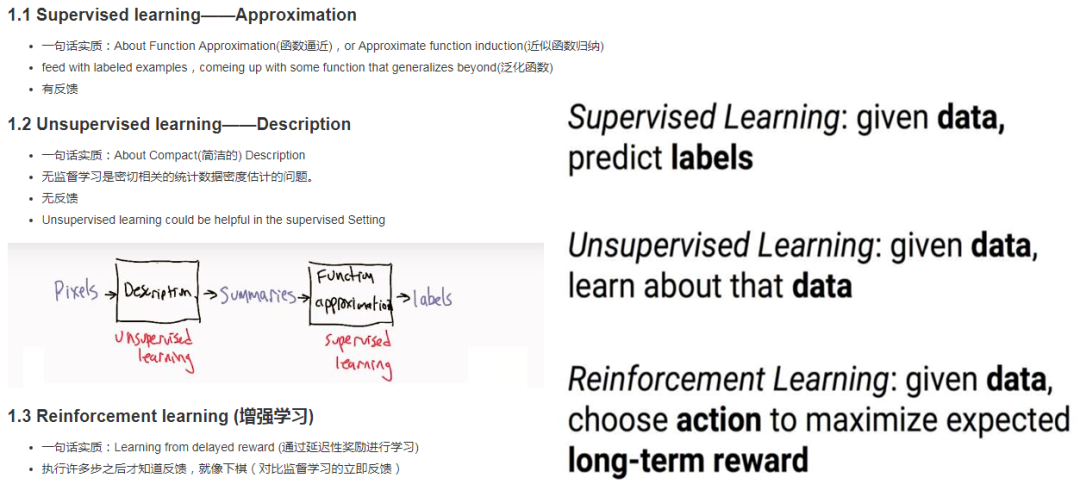 1.1 Supervised learning——Approximation
一句话实质：About Function Approximation(函数逼近)，or Approximate function induction(近似函数归纳)
feed with labeled examples，comeing up with some function that generalizes beyond(泛化函数)
有反馈
1.2 Unsupervised learning——Description
一句话实质：About Compact(简洁的) Description
无监督学习是密切相关的统计数据密度估计的问题。
无反馈
Unsupervised learning could be helpful in the supervised Setting
Pixels → Description → Summaries → Function approximation → labels
unsupervised
learning
supervised
learning
1.3 Reinforcement learning (增强学习)
一句话实质：Learning from delayed reward (通过延迟性奖励进行学习)
执行许多步之后才知道反馈，就像下棋（对比监督学习的立即反馈）
Supervised Learning: given data,
predict labels
Unsupervised Learning: given data,
learn about that data
Reinforcement Learning: given data,
choose action to maximize expected
long-term reward